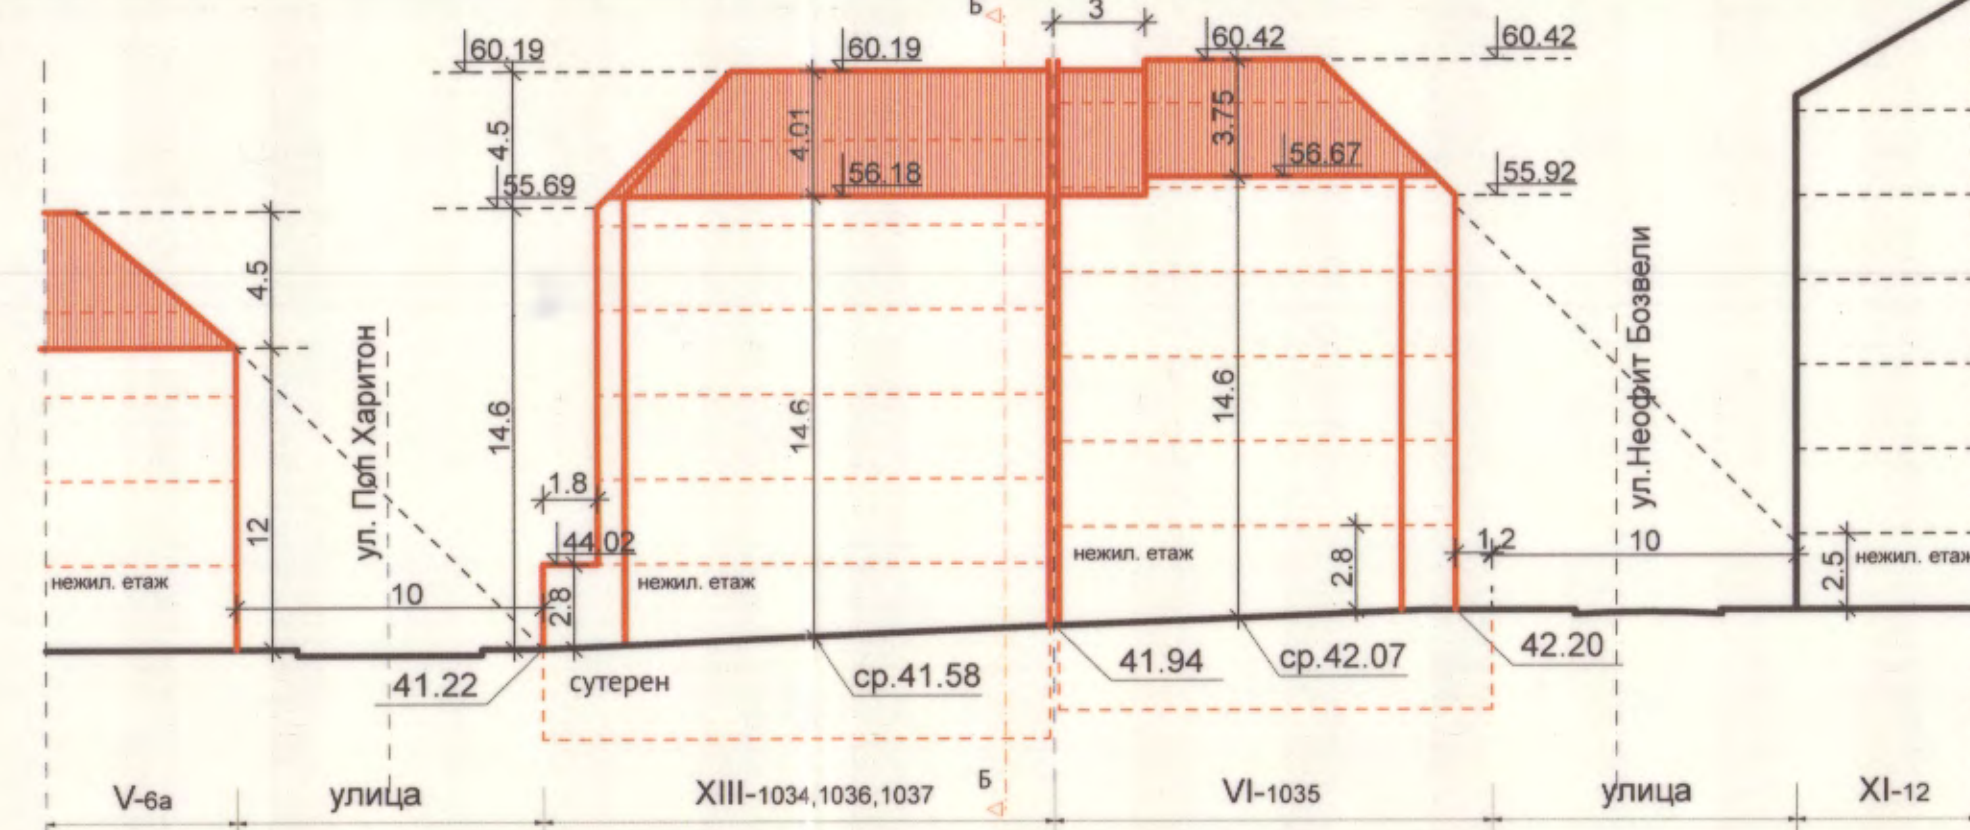 Б
3
60.19
60.19
60.42
60.42
4.5
4.01
3.75
55.69
56.18
56.67
55.92
4.5
ул. Поп Харитон
14.6
14.6
14.6
ул.Неофит Бозвели
12
1.8
44.02
2.8
нежил. етаж
10
нежил. етаж
нежил. етаж
2.8
1.2
10
2.5
нежил. етаж
41.22
сутерен
ср.41.58
41.94
ср.42.07
42.20
Б
V-6а
улица
XIII-1034,1036,1037
VI-1035
улица
XI-12